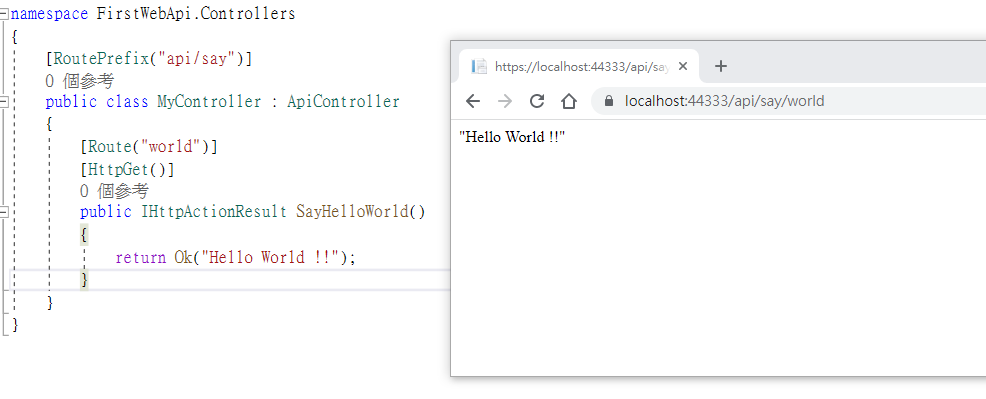 namespace FirstWebApi.Controllers
{
[RoutePrefix("api/say")]
0 個參考
public class MyController : ApiController
{
[Route("world")]
[HttpGet()]
0 個參考
public IHttpActionResult SayHelloWorld()
{
return Ok("Hello World !!");
}
}
}
https://localhost:44333/api/say
localhost:44333/api/say/world
"Hello World !!"